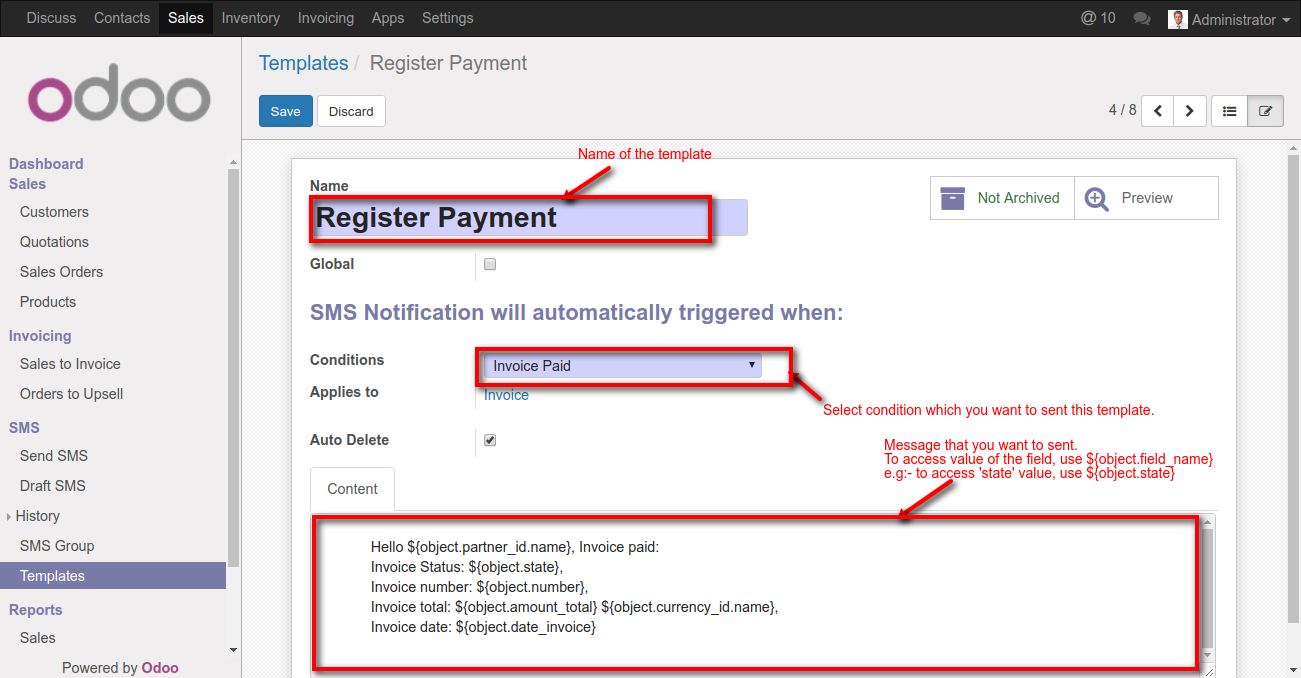 Discuss Contacts Sales Inventory Invoicing Apps Settings @ 10 Administrator
odoo
Dashboard
Sales
Customers
Quotations
Sales Orders
Products
Invoicing
Sales to Invoice
Orders to Upsell
SMS
Send SMS
Draft SMS
History
SMS Group
Templates
Reports
Sales
Powered by Odoo
Templates / Register Payment
Save Discard
4 / 8
Name of the template
Name
Register Payment
Not Archived Preview
Global
SMS Notification will automatically triggered when:
Conditions Invoice Paid
Applies to Invoice
Select condition which you want to sent this template.
Auto Delete
Message that you want to sent.
To access value of the field, use ${object.field_name}
e.g:- to access 'state' value, use ${object.state}
Content
Hello ${object.partner_id.name}, Invoice paid:
Invoice Status: ${object.state},
Invoice number: ${object.number},
Invoice total: ${object.amount_total} ${object.currency_id.name},
Invoice date: ${object.date_invoice}